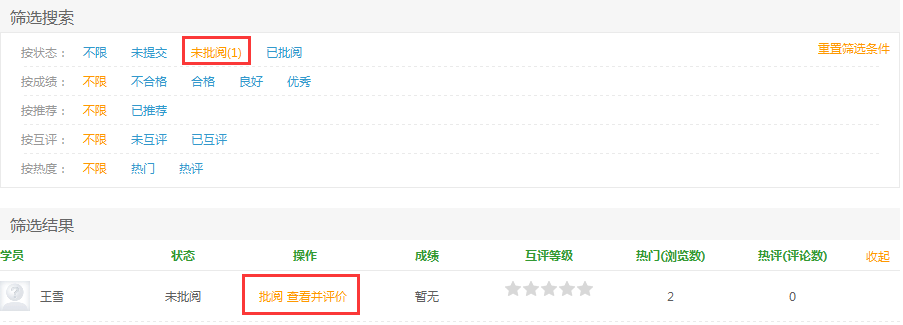 筛选搜索
按状态： 不限 未提交 未批阅(1) 已批阅 重置筛选条件
按成绩： 不限 不合格 合格 良好 优秀
按推荐： 不限 已推荐
按互评： 不限 未互评 已互评
按热度： 不限 热门 热评
筛选结果
学员 状态 操作 成绩 互评等级 热门(浏览数) 热评(评论数) 收起
王雪 未批阅 批阅 查看并评价 暂无 2 0